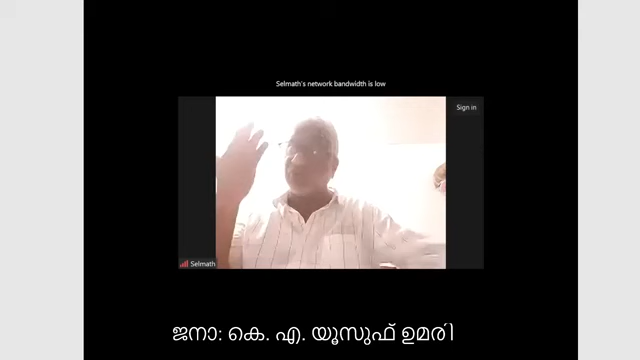 Selmath's network bandwidth is low
Sign in
Selmath
ജനാ: കെ. എ. യൂസുഫ് ഉമരി